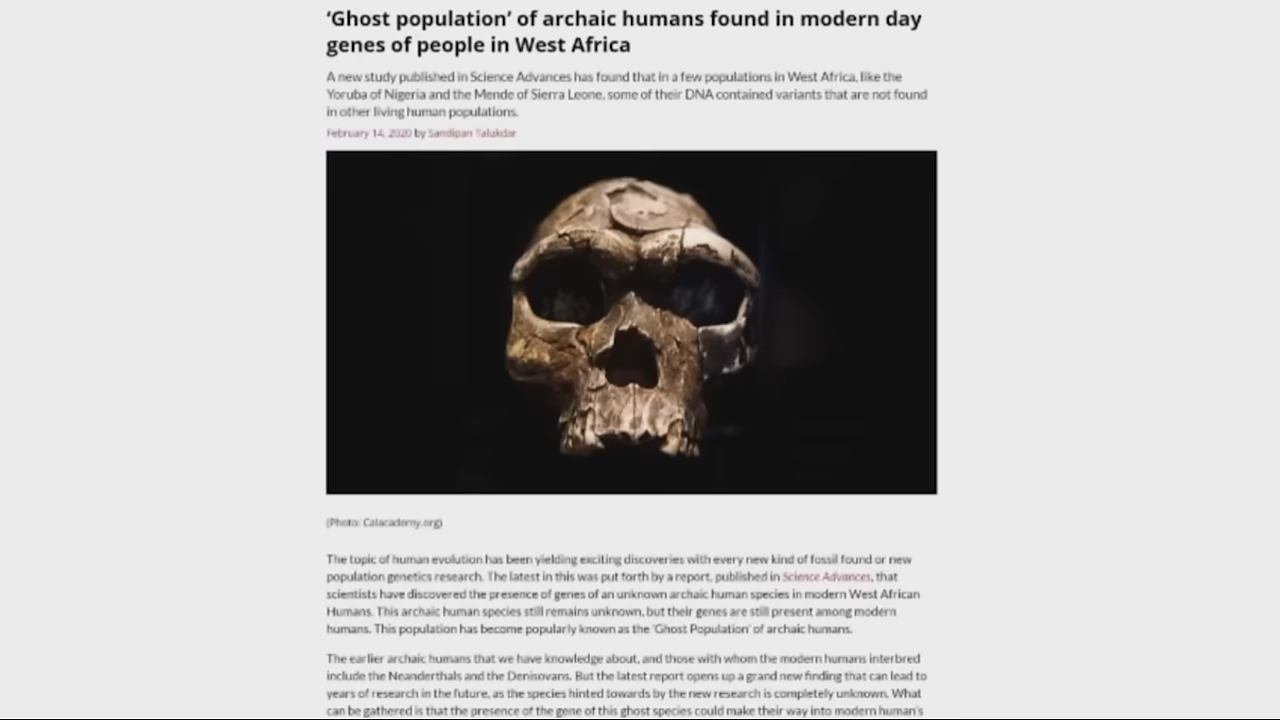 ‘Ghost population’ of archaic humans found in modern day
genes of people in West Africa
A new study published in Science Advances has found that in a few populations in West Africa, like the
Yoruba of Nigeria and the Mende of Sierra Leone, some of their DNA contained variants that are not found
in other living human populations.
February 14, 2020 by Sandipan Talukdar
(Photo: Calacademy.org)
The topic of human evolution has been yielding exciting discoveries with every new kind of fossil found or new
population genetics research. The latest in this was put forth by a report, published in Science Advances, that
scientists have discovered the presence of genes of an unknown archaic human species in modern West African
Humans. This archaic human species still remains unknown, but their genes are still present among modern
humans. This population has become popularly known as the ‘Ghost Population’ of archaic humans.
The earlier archaic humans that we have knowledge about, and those with whom the modern humans interbred
include the Neanderthals and the Denisovans. But the latest report opens up a grand new finding that can lead to
years of research in the future, as the species hinted towards by the new research is completely unknown. What
can be gathered is that the presence of the gene of this ghost species could make their way into modern human’s